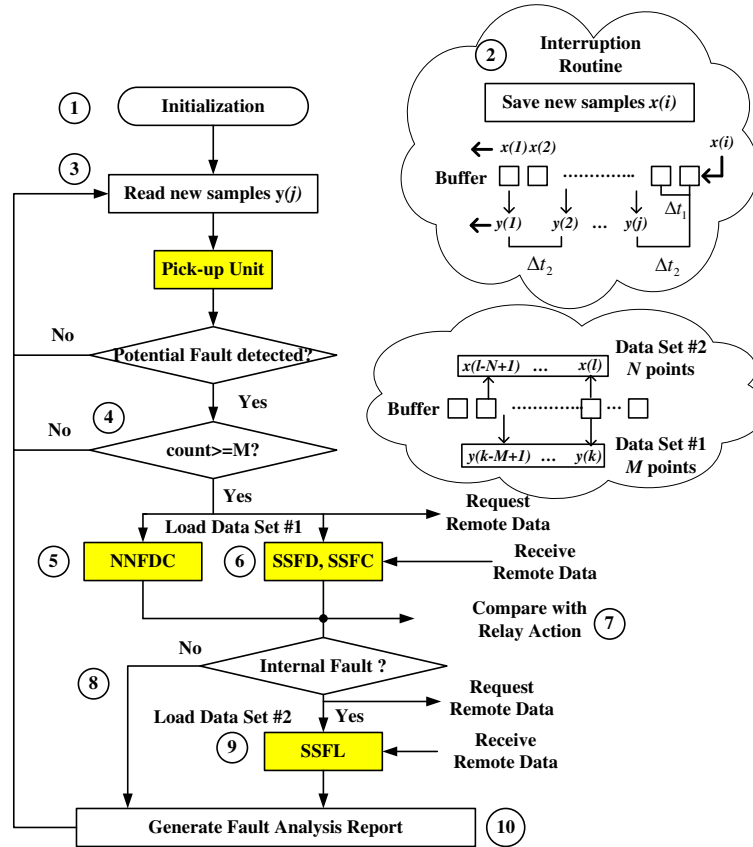 1
Initialization
3
Read new samples y(j)
Pick-up Unit
No
Potential Fault detected?
Yes
4
No
count>=M?
Yes
Load Data Set #1
Request
Remote Data
5
NNFDC
6
SSFD, SSFC
Receive
Remote Data
Compare with
Relay Action
7
No
Internal Fault ?
8
Request
Remote Data
Load Data Set #2
Yes
9
SSFL
Receive
Remote Data
Generate Fault Analysis Report
10
2
Interruption
Routine
Save new samples x(i)
x(1) x(2)
x(i)
Buffer
..............
Δt1
y(1)
y(2)
...
y(j)
Δt2
Δt2
x(l-N+1) ... x(l)
Data Set #2
N points
Buffer
..............
...
y(k-M+1) ... y(k)
Data Set #1
M points